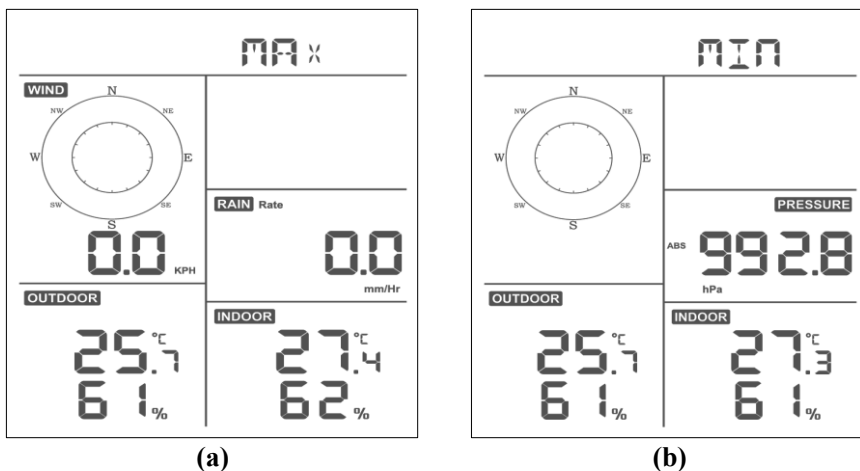 MAX
WIND
N
NW NE
W E
SW SE
S
0.0 KPH
RAIN Rate
0.0
mm/Hr
OUTDOOR
25.7 °C
61%
INDOOR
27.4 °C
62%
(a)
MIN
N
NW NE
W E
SW SE
S
PRESSURE
ABS 992.8
hPa
OUTDOOR
25.7 °C
61%
INDOOR
27.3 °C
61%
(b)